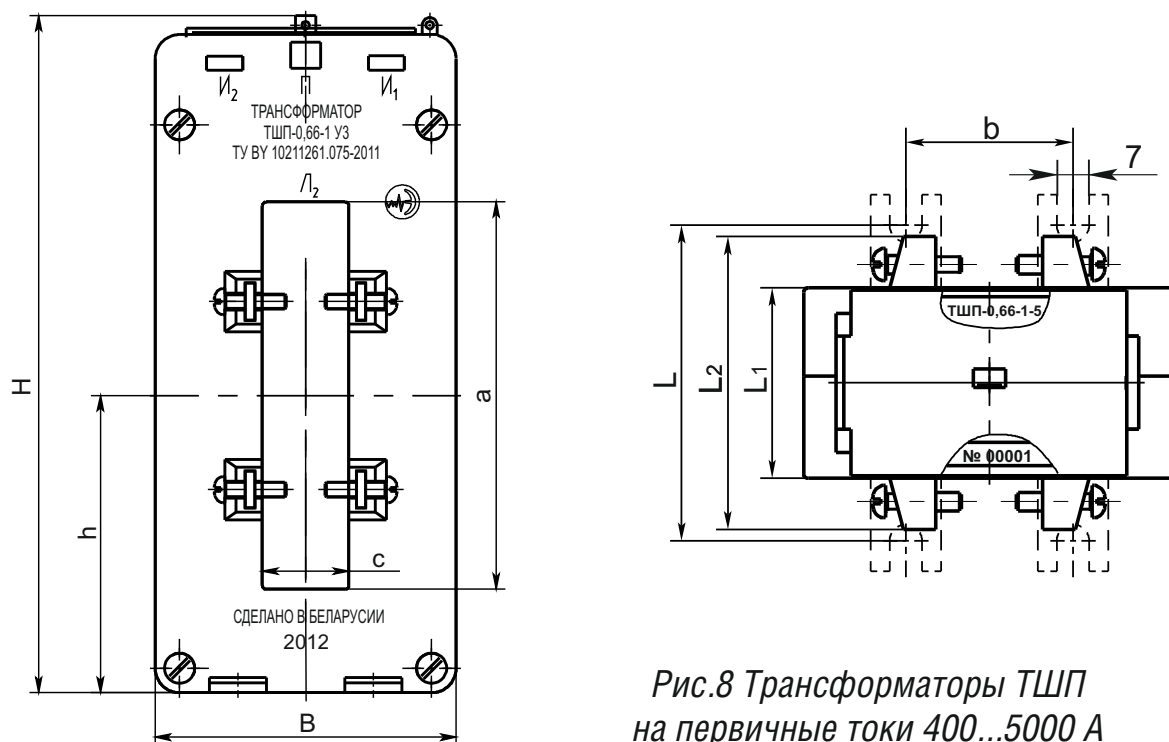 И₂ П И₁
ТРАНСФОРМАТОР
ТШП-0,66-1 У3
ТУ BY 10211261.075-2011
Л₂
H
h
a
c
B
СДЕЛАНО В БЕЛАРУСИИ
2012
b
7
L
L2
L1
ТШП-0,66-1-5
№ 00001
Рис.8 Трансформаторы ТШП
на первичные токи 400...5000 А